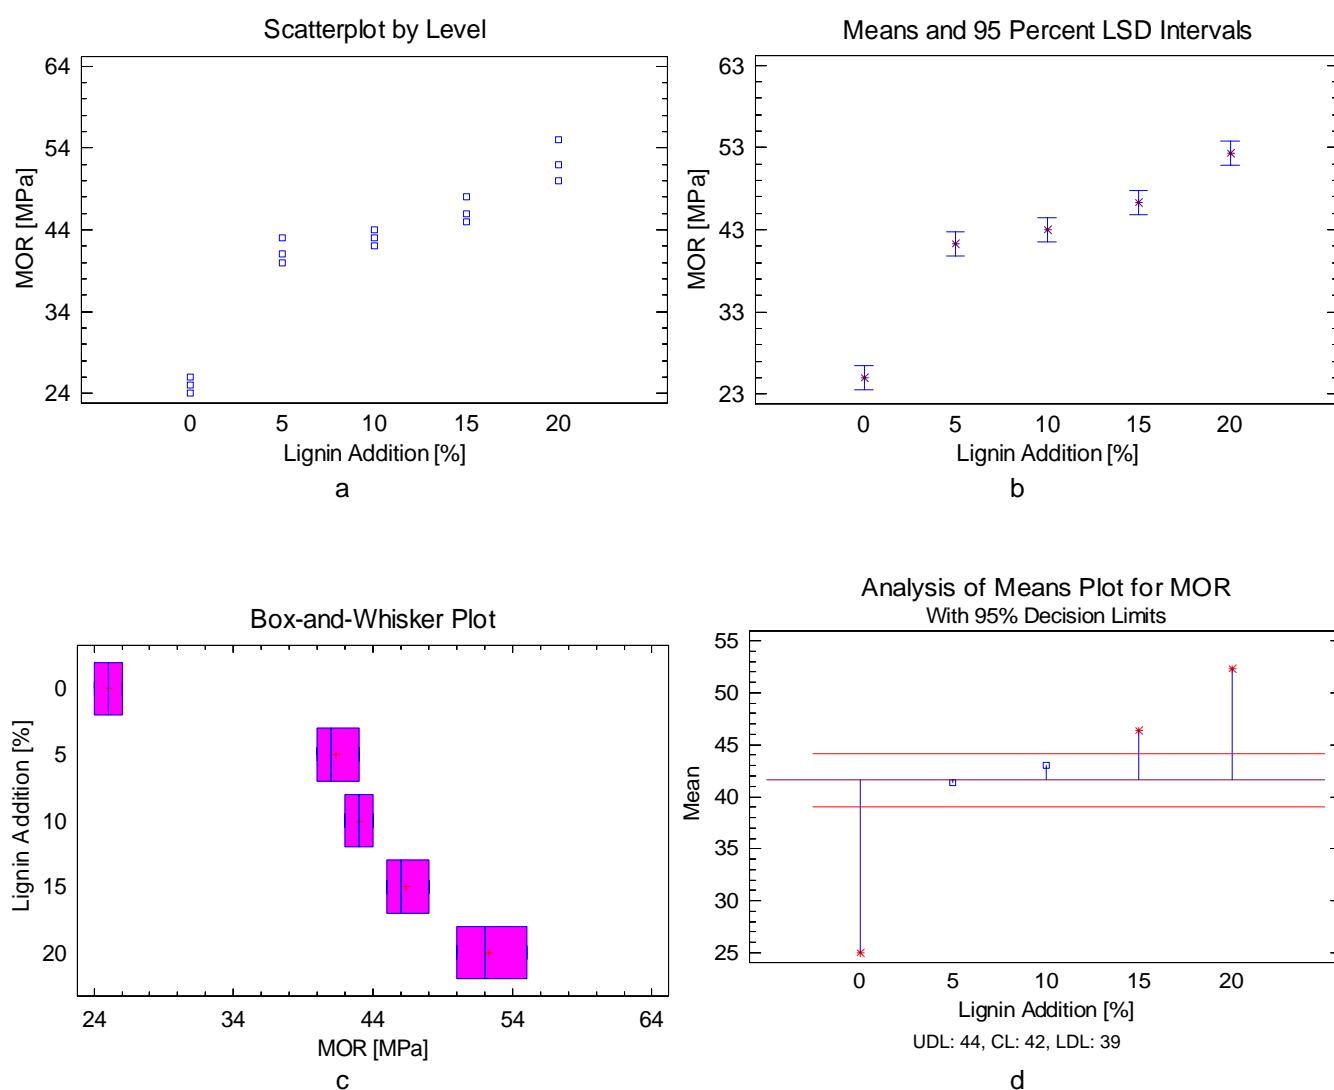 Scatterplot by Level
64
54
44
34
24
MOR [MPa]
0 5 10 15 20
Lignin Addition [%]
a
Means and 95 Percent LSD Intervals
63
53
43
33
23
MOR [MPa]
0 5 10 15 20
Lignin Addition [%]
b
Box-and-Whisker Plot
0
5
10
15
20
Lignin Addition [%]
24 34 44 54 64
MOR [MPa]
c
Analysis of Means Plot for MOR
With 95% Decision Limits
55
50
45
40
35
30
25
Mean
0 5 10 15 20
Lignin Addition [%]
UDL: 44, CL: 42, LDL: 39
d